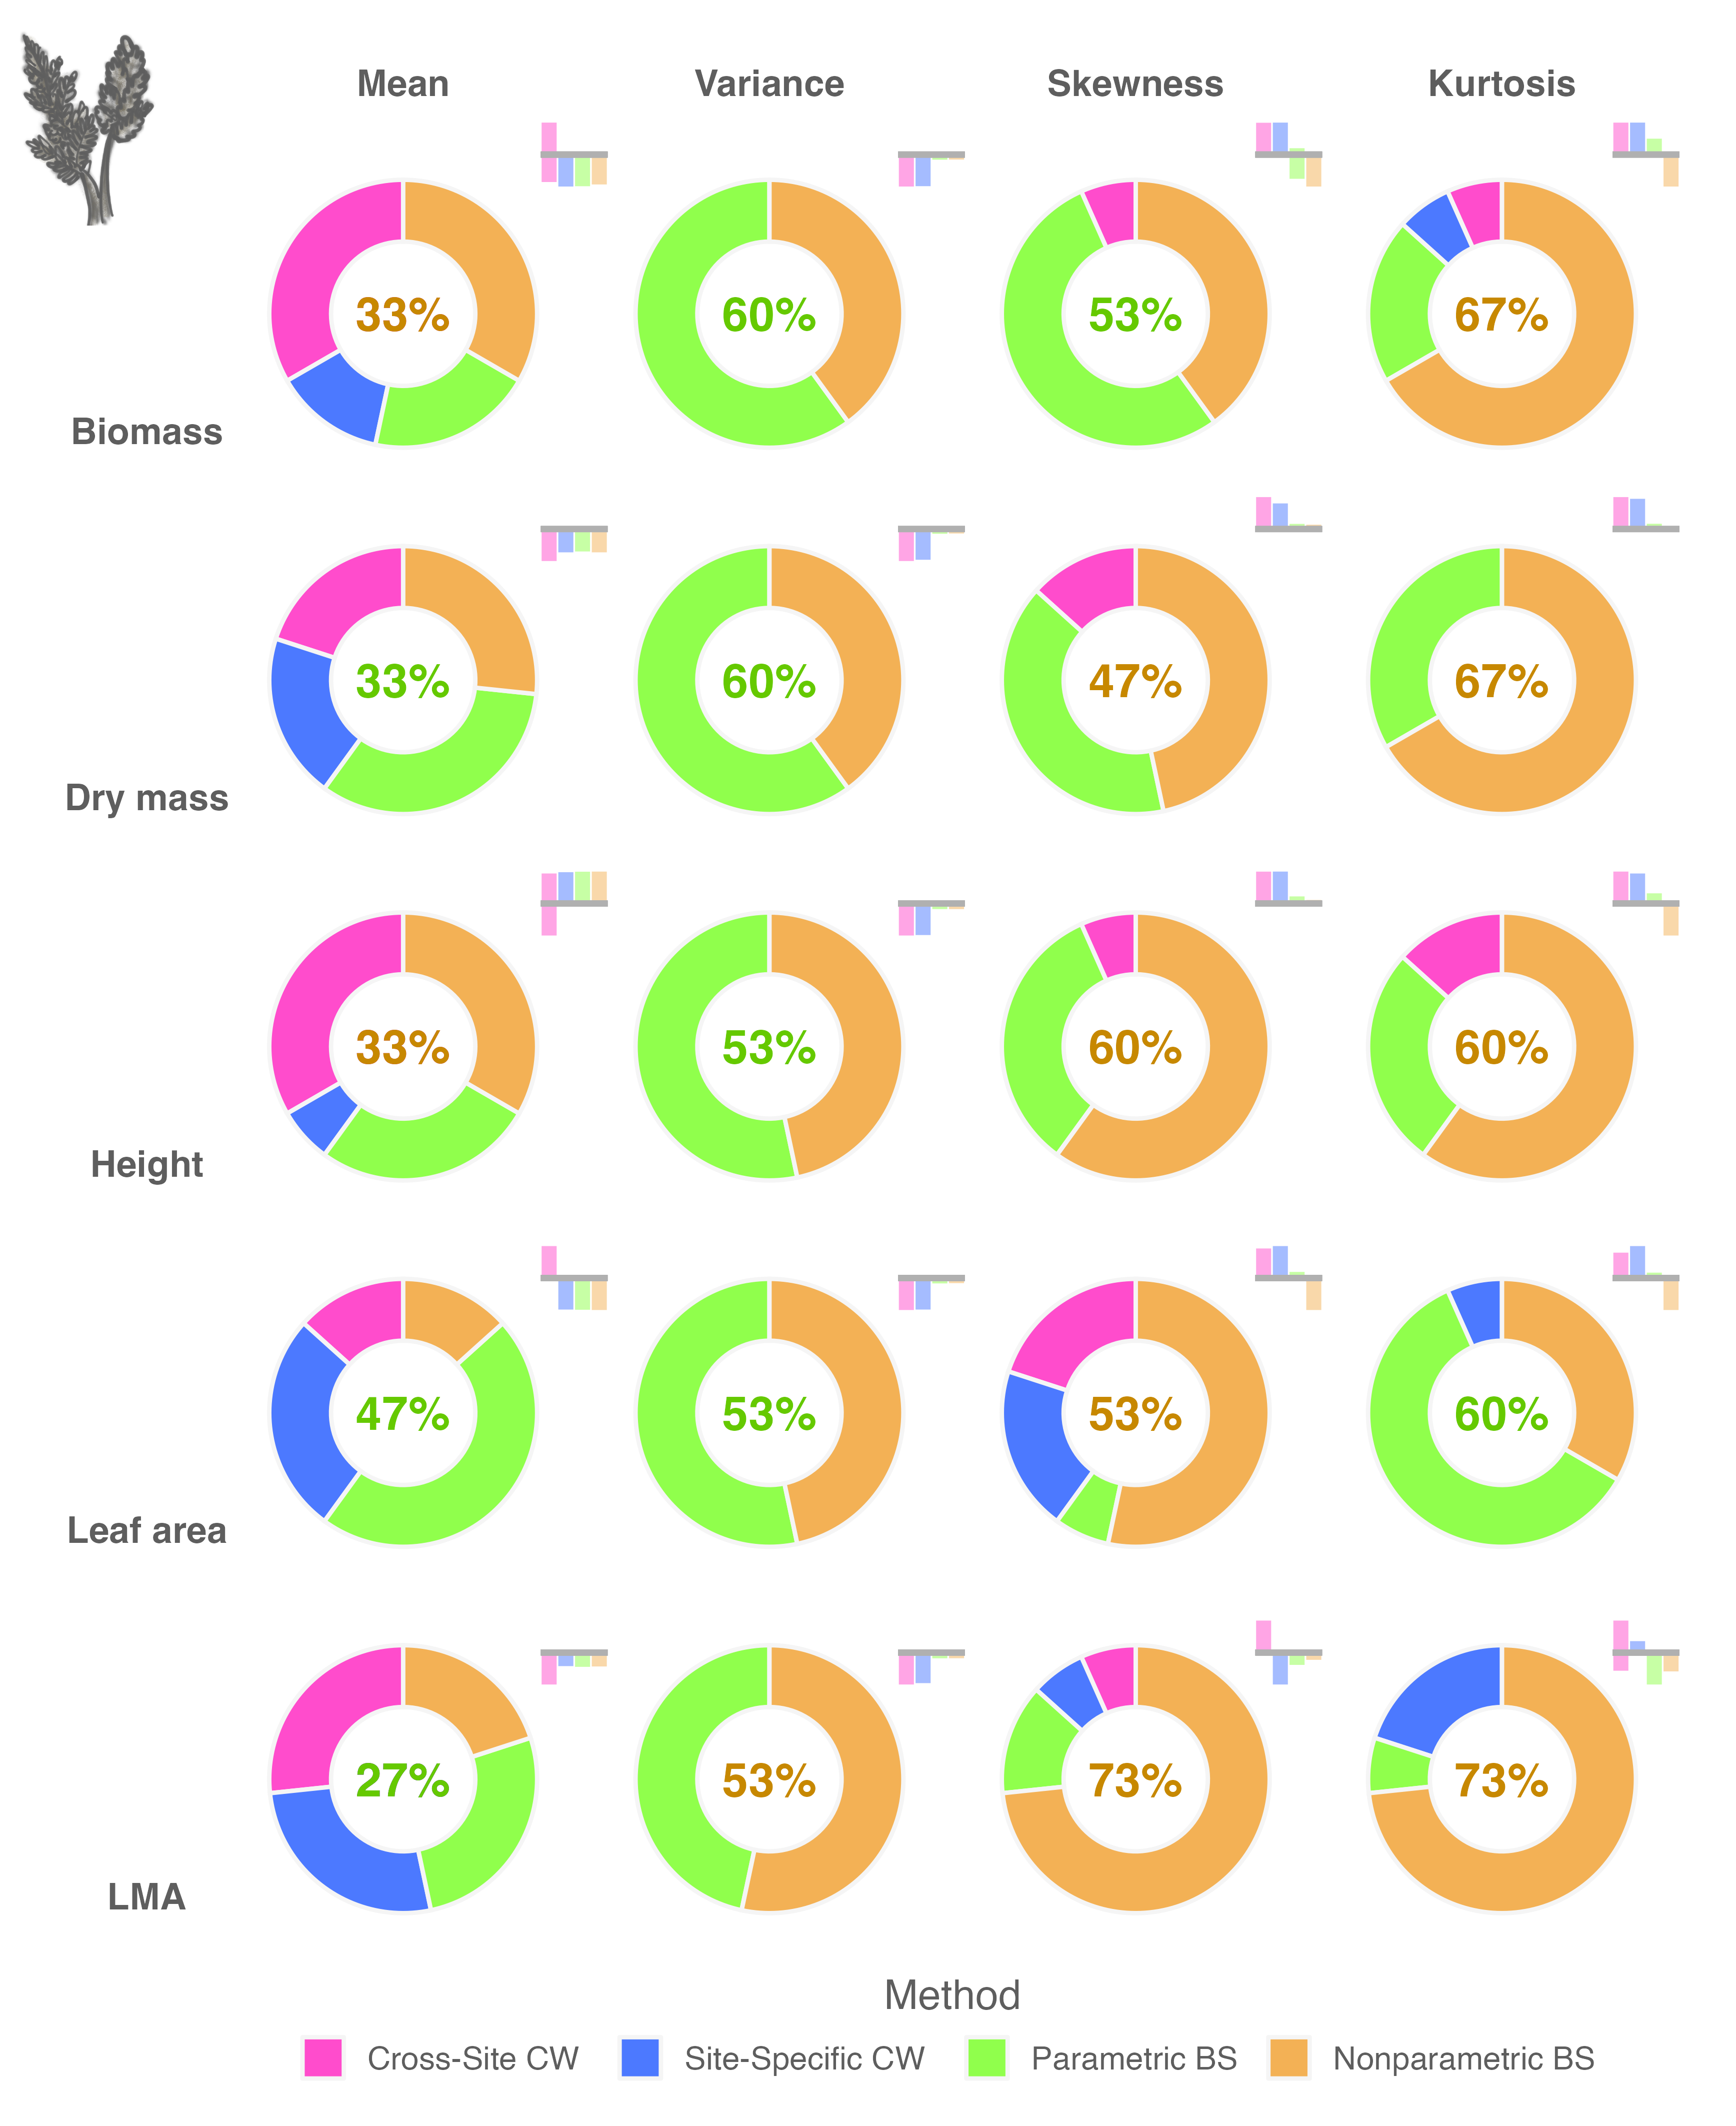 Mean Variance Skewness Kurtosis
33% 60% 53% 67%
Biomass
33% 60% 47% 67%
Dry mass
33% 53% 60% 60%
Height
47% 53% 53% 60%
Leaf area
27% 53% 73% 73%
LMA
Method
Cross-Site CW Site-Specific CW Parametric BS Nonparametric BS